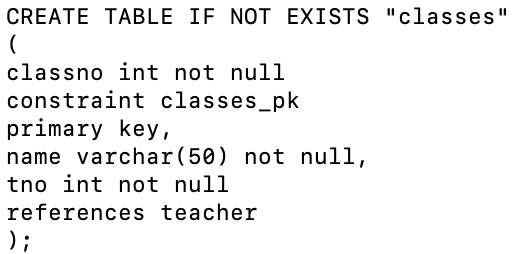 CREATE TABLE IF NOT EXISTS "classes"
(
classno int not null
constraint classes_pk
primary key,
name varchar(50) not null,
tno int not null
references teacher
);